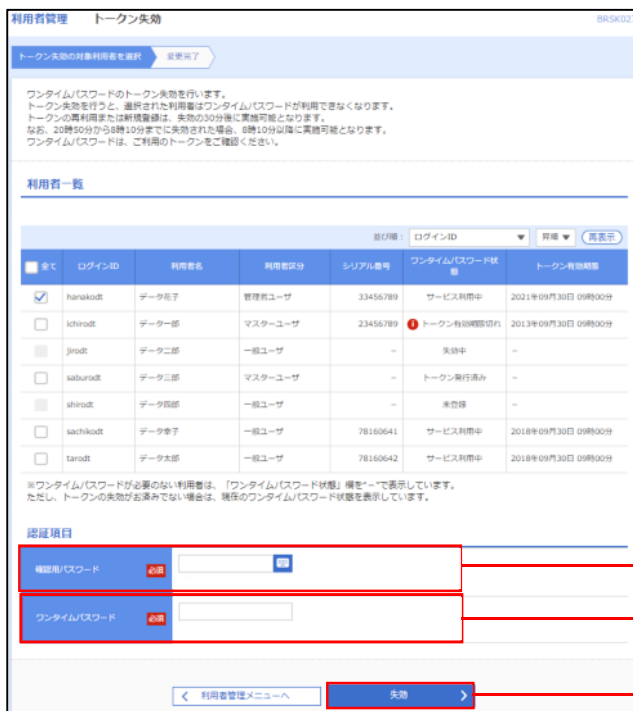 利用者管理 トークン失効 BRSK027
トークン失効の対象利用者を選択 変更完了
ワンタイムパスワードのトークン失効を行います。
トークン失効を行うと、選択された利用者はワンタイムパスワードが利用できなくなります。
トークンの再利用または新規登録は、失効の30分後に実施可能となります。
なお、20時50分から8時10分までに失効された場合、8時10分以降に実施可能となります。
ワンタイムパスワードは、ご利用のトークンをご確認ください。
利用者一覧
並び順： ログインID 昇順 再表示
全て ログインID 利用者名 利用者区分 シリアル番号 ワンタイムパスワード状態 トークン有効期限
hanakodt データ花子 管理者ユーザ 33456789 サービス利用中 2021年09月30日 09時00分
ichirodt データ一郎 マスターユーザ 23456789 トークン有効期限切れ 2013年09月30日 09時00分
jirodt データ二郎 一般ユーザ － 失効中 －
saburodt データ三郎 マスターユーザ － トークン発行済み －
shirodt データ四郎 一般ユーザ － 未登録 －
sachikodt データ幸子 一般ユーザ 78160641 サービス利用中 2018年09月30日 09時00分
tarodt データ太郎 一般ユーザ 78160642 サービス利用中 2018年09月30日 09時00分
※ワンタイムパスワードが必要のない利用者は、「ワンタイムパスワード状態」欄を"－"で表示しています。
ただし、トークンの失効がお済みでない場合は、現在のワンタイムパスワード状態を表示しています。
認証項目
確認用パスワード 必須
ワンタイムパスワード 必須
利用者管理メニューへ 失効